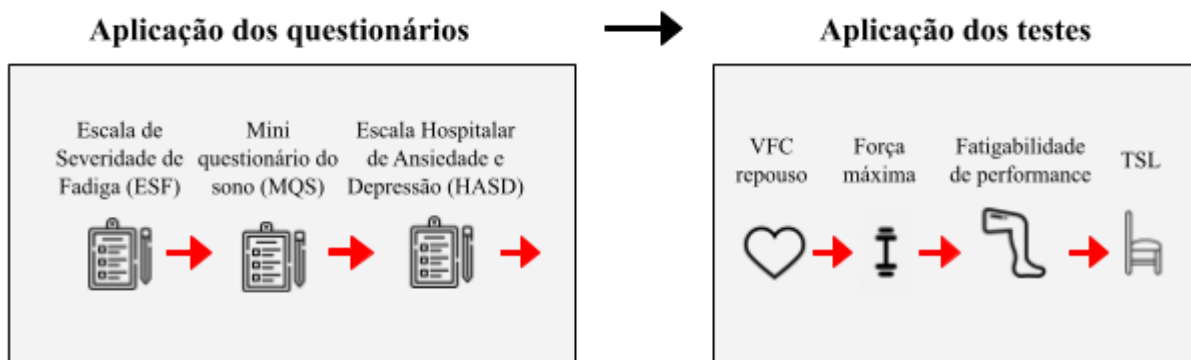 Aplicação dos questionários
Escala de
Severidade de
Fadiga (ESF)
Mini
questionário do
sono (MQS)
Escala Hospitalar
de Ansiedade e
Depressão (HASD)
Aplicação dos testes
VFC
repouso
Força
máxima
Fatigabilidade
de performance
TSL